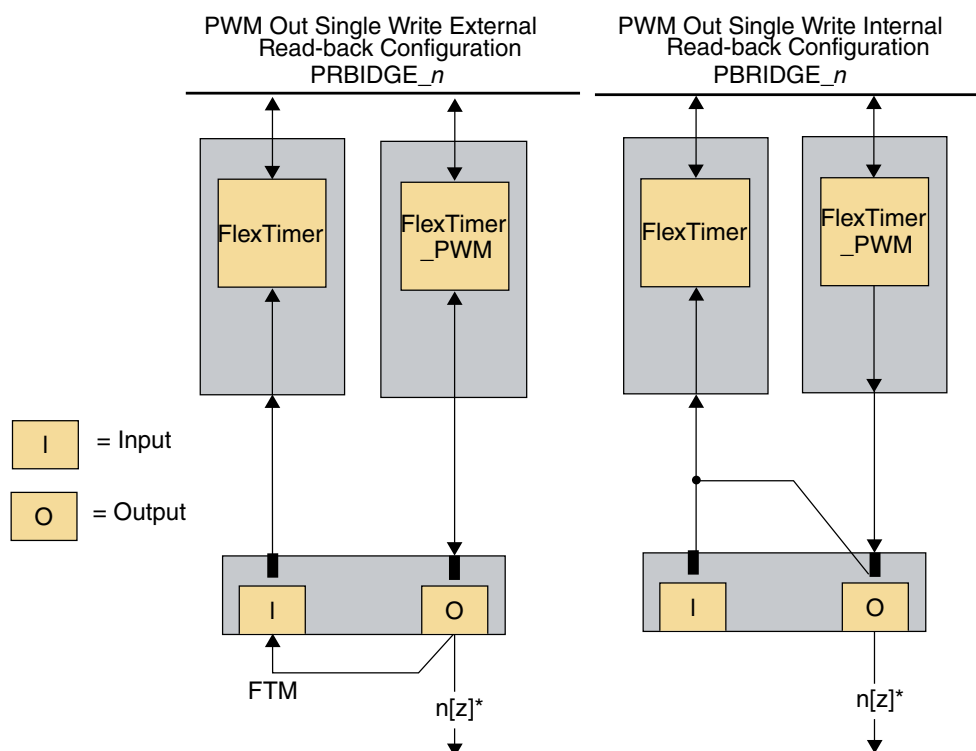 PWM Out Single Write External
Read-back Configuration
PRBIDGE_n
PWM Out Single Write Internal
Read-back Configuration
PBRIDGE_n
FlexTimer
FlexTimer
_PWM
FlexTimer
FlexTimer
_PWM
I = Input
O = Output
I
O
I
O
FTM
n[z]*
n[z]*